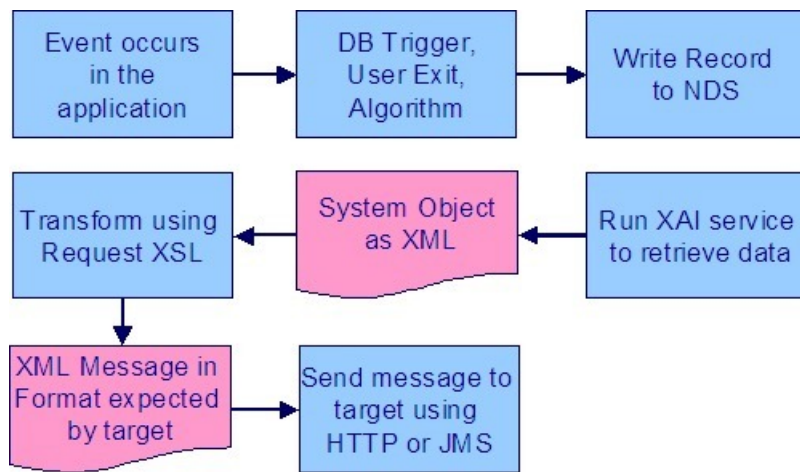 Event occurs
in the
application
DB Trigger,
User Exit,
Algorithm
Write Record
to NDS
Transform using
Request XSL
System Object
as XML
Run XAI service
to retrieve data
XML Message in
Format expected
by target
Send message to
target using
HTTP or JMS